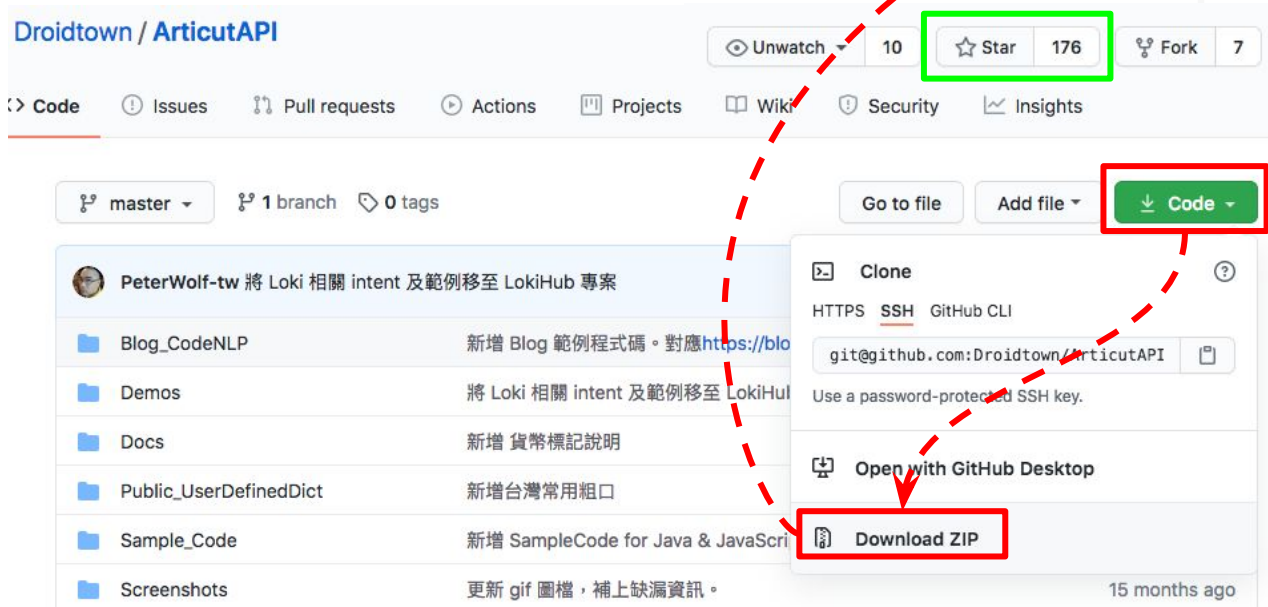 Droidtown / ArticutAPI
Unwatch 10 Star 176 Fork 7
Code Issues Pull requests Actions Projects Wiki Security Insights
master 1 branch 0 tags Go to file Add file Code
PeterWolf-tw 將 Loki 相關 intent 及範例移至 LokiHub 專案
Clone
HTTPS SSH GitHub CLI
Blog_CodeNLP 新增 Blog 範例程式碼。對應https://blo
git@github.com:Droidtown/ArticutAPI
Demos 將 Loki 相關 intent 及範例移至 LokiHul
Use a password-protected SSH key.
Docs 新增 貨幣標記說明
Open with GitHub Desktop
Public_UserDefinedDict 新增台灣常用粗口
Sample_Code 新增 SampleCode for Java & JavaScri
Download ZIP
Screenshots 更新 gif 圖檔，補上缺漏資訊。 15 months ago